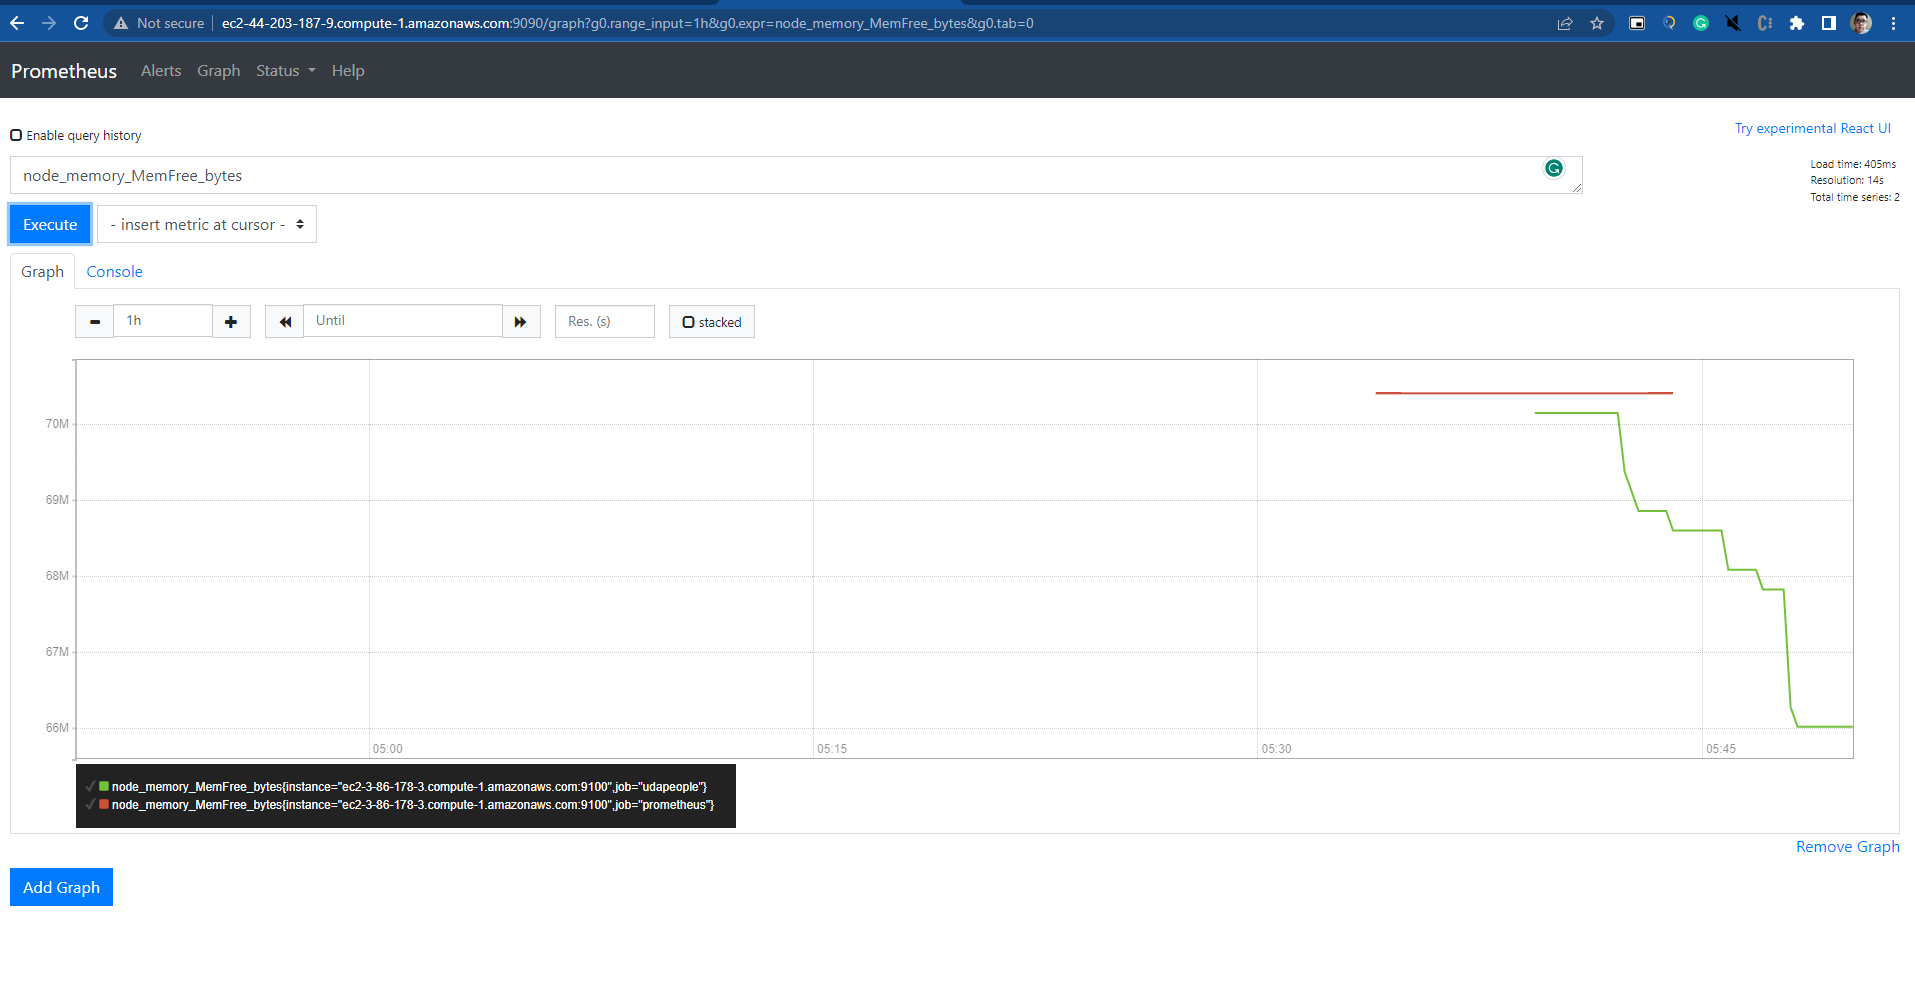 Not secure | ec2-44-203-187-9.compute-1.amazonaws.com:9090/graph?g0.range_input=1h&g0.expr=node_memory_MemFree_bytes&g0.tab=0
Prometheus Alerts Graph Status Help
Enable query history
Try experimental React UI
node_memory_MemFree_bytes
Load time: 405ms
Resolution: 14s
Total time series: 2
Execute - insert metric at cursor -
Graph Console
1h Until Res. (s) stacked
70M
69M
68M
67M
66M
05:00 05:15 05:30 05:45
node_memory_MemFree_bytes{instance="ec2-3-86-178-3.compute-1.amazonaws.com:9100",job="udapeople"}
node_memory_MemFree_bytes{instance="ec2-3-86-178-3.compute-1.amazonaws.com:9100",job="prometheus"}
Remove Graph
Add Graph